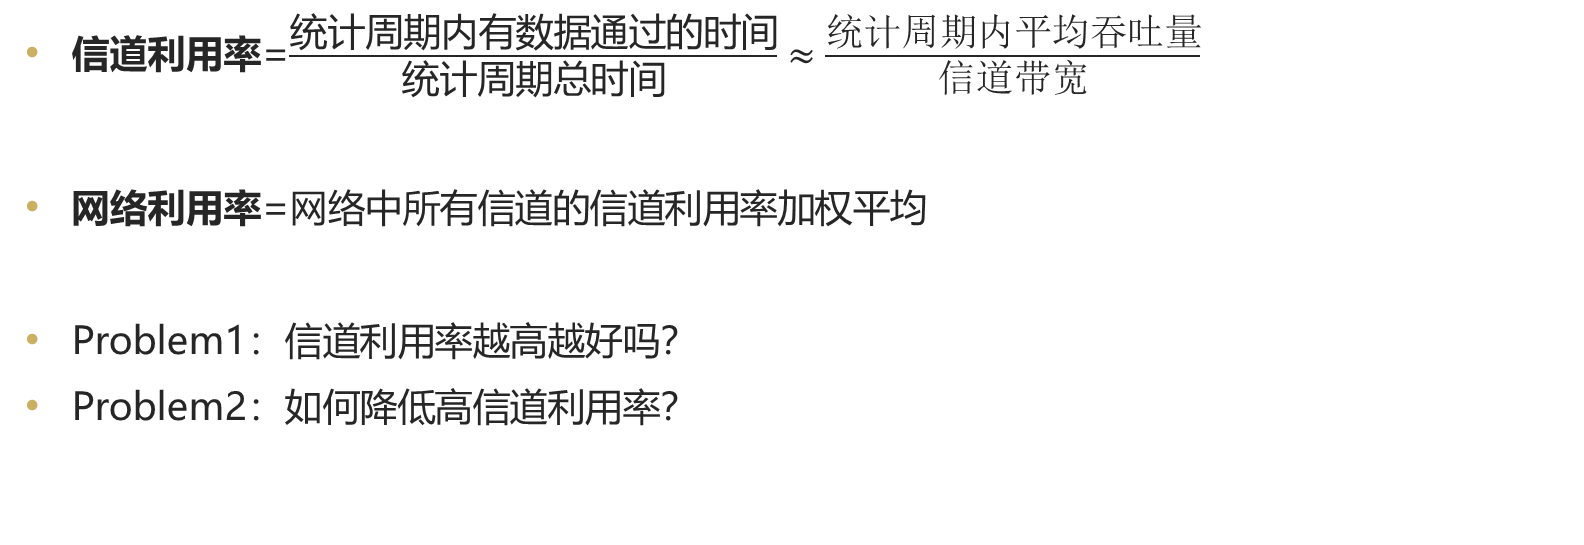 • 信道利用率=统计周期内有数据通过的时间/统计周期总时间≈统计周期内平均吞吐量/信道带宽
• 网络利用率=网络中所有信道的信道利用率加权平均
• Problem1：信道利用率越高越好吗？
• Problem2：如何降低高信道利用率？